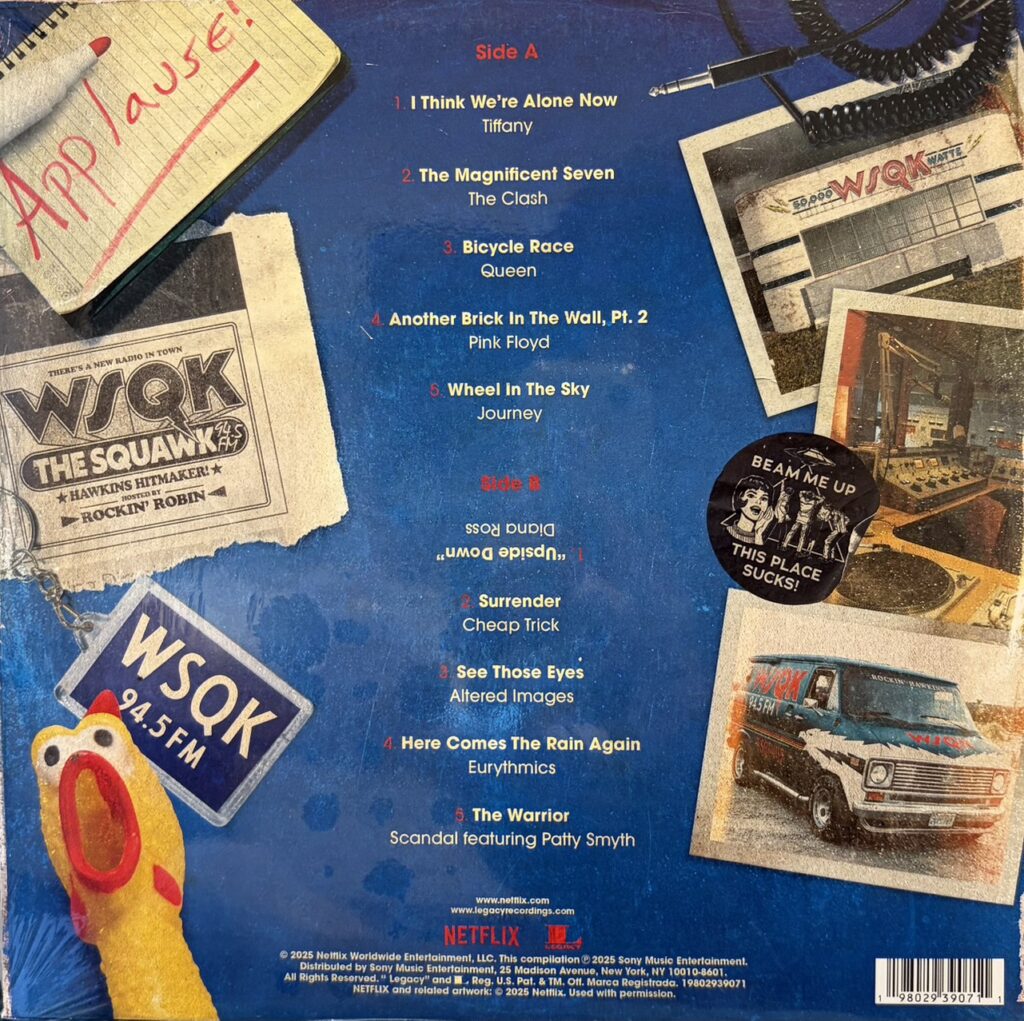 Applause!
Side A
1. I Think We're Alone Now
Tiffany
2. The Magnificent Seven
The Clash
3. Bicycle Race
Queen
4. Another Brick In The Wall, Pt. 2
Pink Floyd
5. Wheel In The Sky
Journey
Side B
1. "Upside Down"
Diana Ross
2. Surrender
Cheap Trick
3. See Those Eyes
Altered Images
4. Here Comes The Rain Again
Eurythmics
5. The Warrior
Scandal featuring Patty Smyth
THERE'S A NEW RADIO IN TOWN
WSQK
THE SQUAWK 94.5 FM
★HAWKINS HITMAKER!★
HOSTED BY
ROCKIN' ROBIN
WSQK
94.5 FM
50,000 WSQK WATTS
BEAM ME UP
THIS PLACE
SUCKS!
ROCKIN' HAWKINS
WSQK
94.5 FM
WSQK
www.netflix.com
www.legacyrecordings.com
NETFLIX
L
LEGACY
© 2025 Netflix Worldwide Entertainment, LLC. This compilation ℗ 2025 Sony Music Entertainment.
Distributed by Sony Music Entertainment, 25 Madison Avenue, New York, NY 10010-8601.
All Rights Reserved. "Legacy" and L, Reg. U.S. Pat. & TM. Off. Marca Registrada. 19802939071
NETFLIX and related artwork: © 2025 Netflix. Used with permission.
1 98029 39071 1